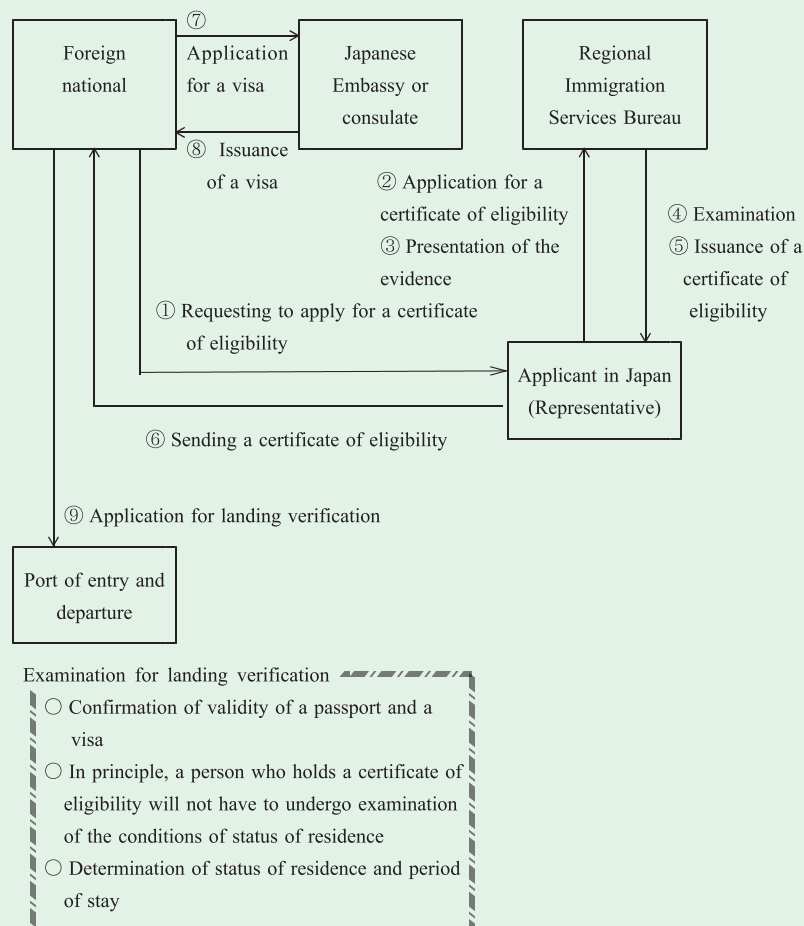 Foreign
national
⑦
Application
for a visa
Japanese
Embassy or
consulate
Regional
Immigration
Services Bureau
⑧ Issuance
of a visa
② Application for a
certificate of eligibility
③ Presentation of the
evidence
④ Examination
⑤ Issuance of a
certificate of
eligibility
① Requesting to apply for a certificate
of eligibility
Applicant in Japan
(Representative)
⑥ Sending a certificate of eligibility
⑨ Application for landing verification
Port of entry and
departure
Examination for landing verification
○ Confirmation of validity of a passport and a
visa
○ In principle, a person who holds a certificate of
eligibility will not have to undergo examination
of the conditions of status of residence
○ Determination of status of residence and period
of stay